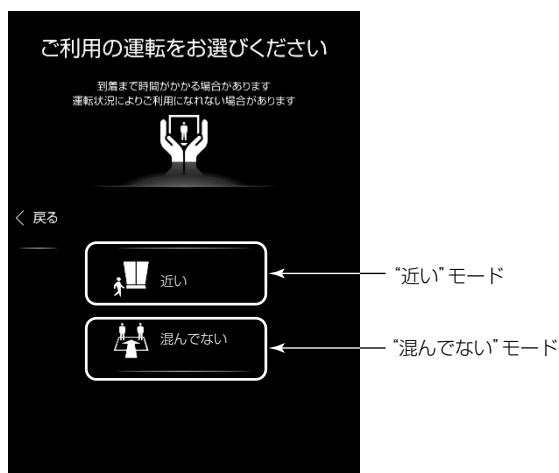 ご利用の運転をお選びください
到着まで時間がかかる場合があります
運転状況によりご利用になれない場合があります
〈 戻る
近い
“近い”モード
混んでない
“混んでない”モード